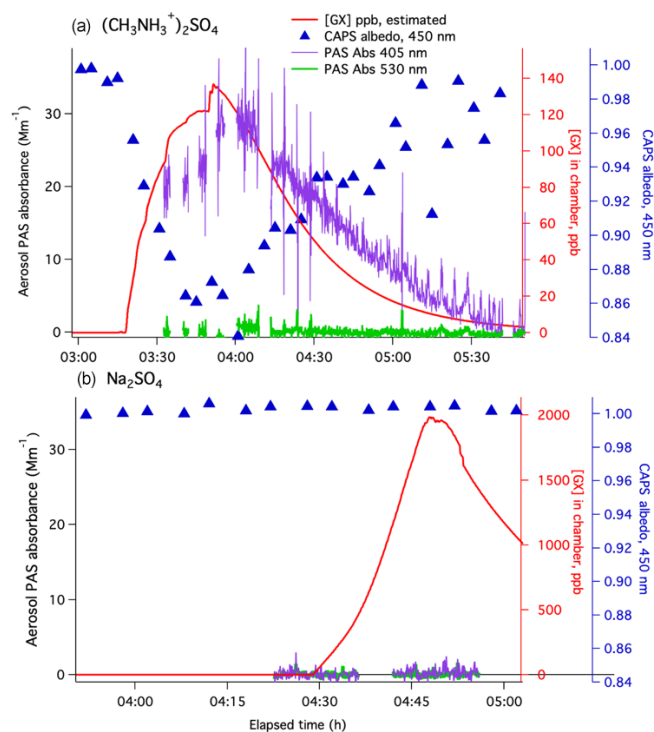 (a) (CH₃NH₃⁺)₂SO₄
[GX] ppb, estimated
CAPS albedo, 450 nm
PAS Abs 405 nm
PAS Abs 530 nm
Aerosol PAS absorbance (Mm⁻¹)
30
20
10
0
140
120
100
80
60
40
20
0
[GX] in chamber, ppb
1.00
0.98
0.96
0.94
0.92
0.90
0.88
0.86
0.84
CAPS albedo, 450 nm
03:00 03:30 04:00 04:30 05:00 05:30
(b) Na₂SO₄
Aerosol PAS absorbance (Mm⁻¹)
30
20
10
0
2000
1500
1000
500
0
[GX] in chamber, ppb
1.00
0.98
0.96
0.94
0.92
0.90
0.88
0.86
0.84
CAPS albedo, 450 nm
04:00 04:15 04:30 04:45 05:00
Elapsed time (h)